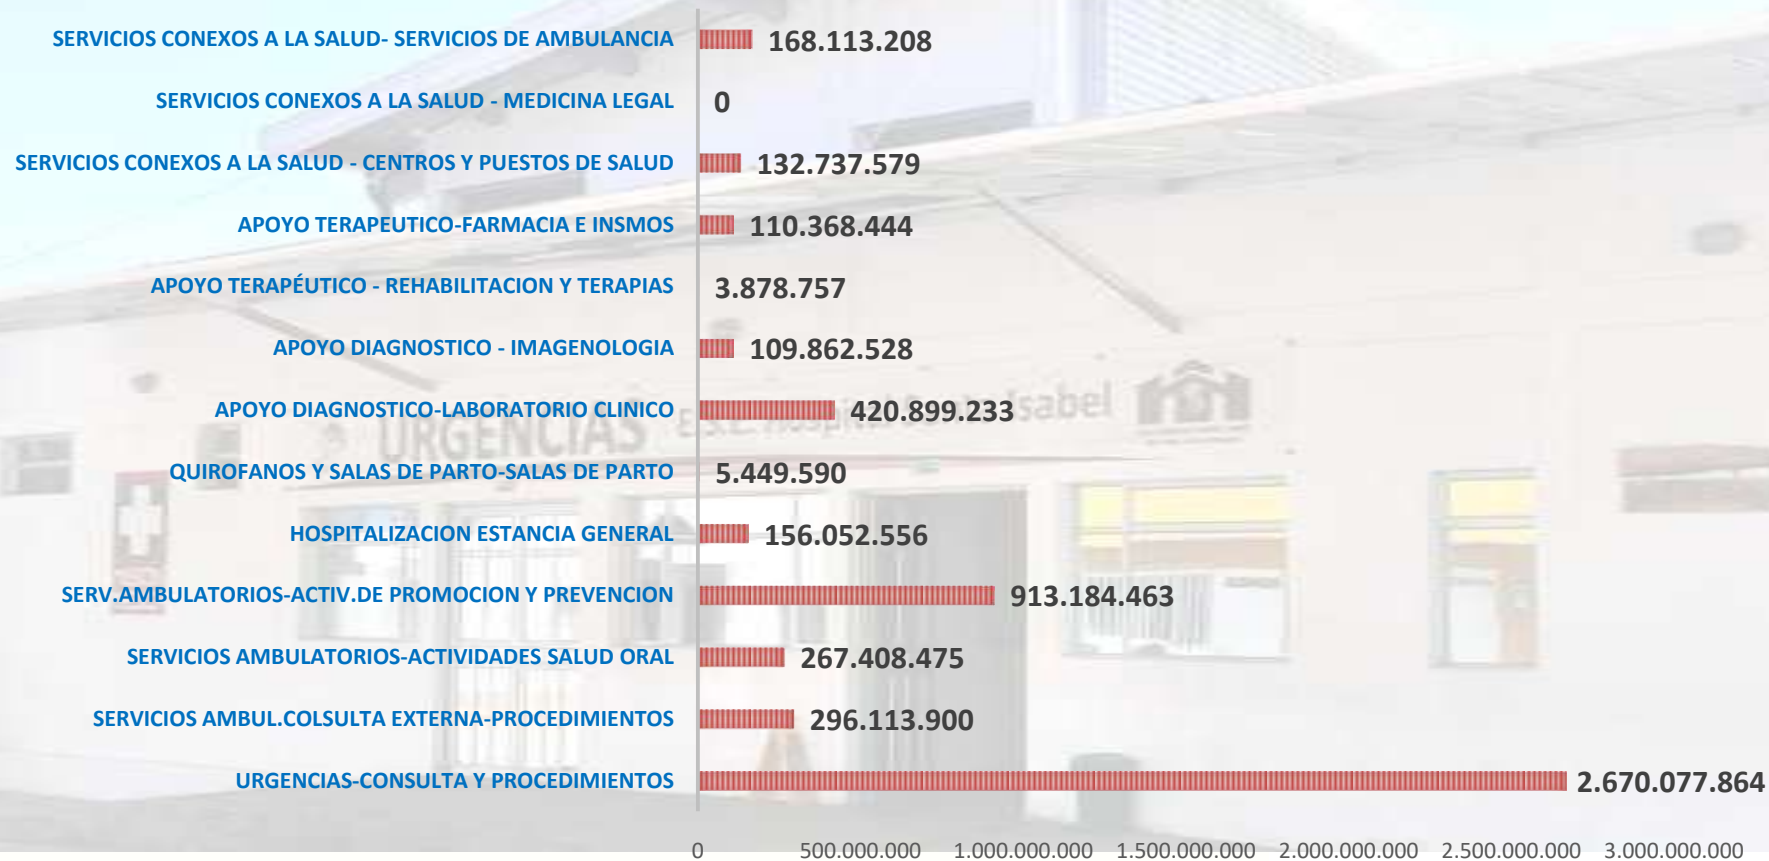 SERVICIOS CONEXOS A LA SALUD- SERVICIOS DE AMBULANCIA 168.113.208
SERVICIOS CONEXOS A LA SALUD - MEDICINA LEGAL 0
SERVICIOS CONEXOS A LA SALUD - CENTROS Y PUESTOS DE SALUD 132.737.579
APOYO TERAPEUTICO-FARMACIA E INSMOS 110.368.444
APOYO TERAPÉUTICO - REHABILITACION Y TERAPIAS 3.878.757
APOYO DIAGNOSTICO - IMAGENOLOGIA 109.862.528
APOYO DIAGNOSTICO-LABORATORIO CLINICO 420.899.233
URGENCIAS E.S.E. Hospital Santa Isabel
QUIROFANOS Y SALAS DE PARTO-SALAS DE PARTO 5.449.590
HOSPITALIZACION ESTANCIA GENERAL 156.052.556
SERV.AMBULATORIOS-ACTIV.DE PROMOCION Y PREVENCION 913.184.463
SERVICIOS AMBULATORIOS-ACTIVIDADES SALUD ORAL 267.408.475
SERVICIOS AMBUL.COLSULTA EXTERNA-PROCEDIMIENTOS 296.113.900
URGENCIAS-CONSULTA Y PROCEDIMIENTOS 2.670.077.864
0 500.000.000 1.000.000.000 1.500.000.000 2.000.000.000 2.500.000.000 3.000.000.000